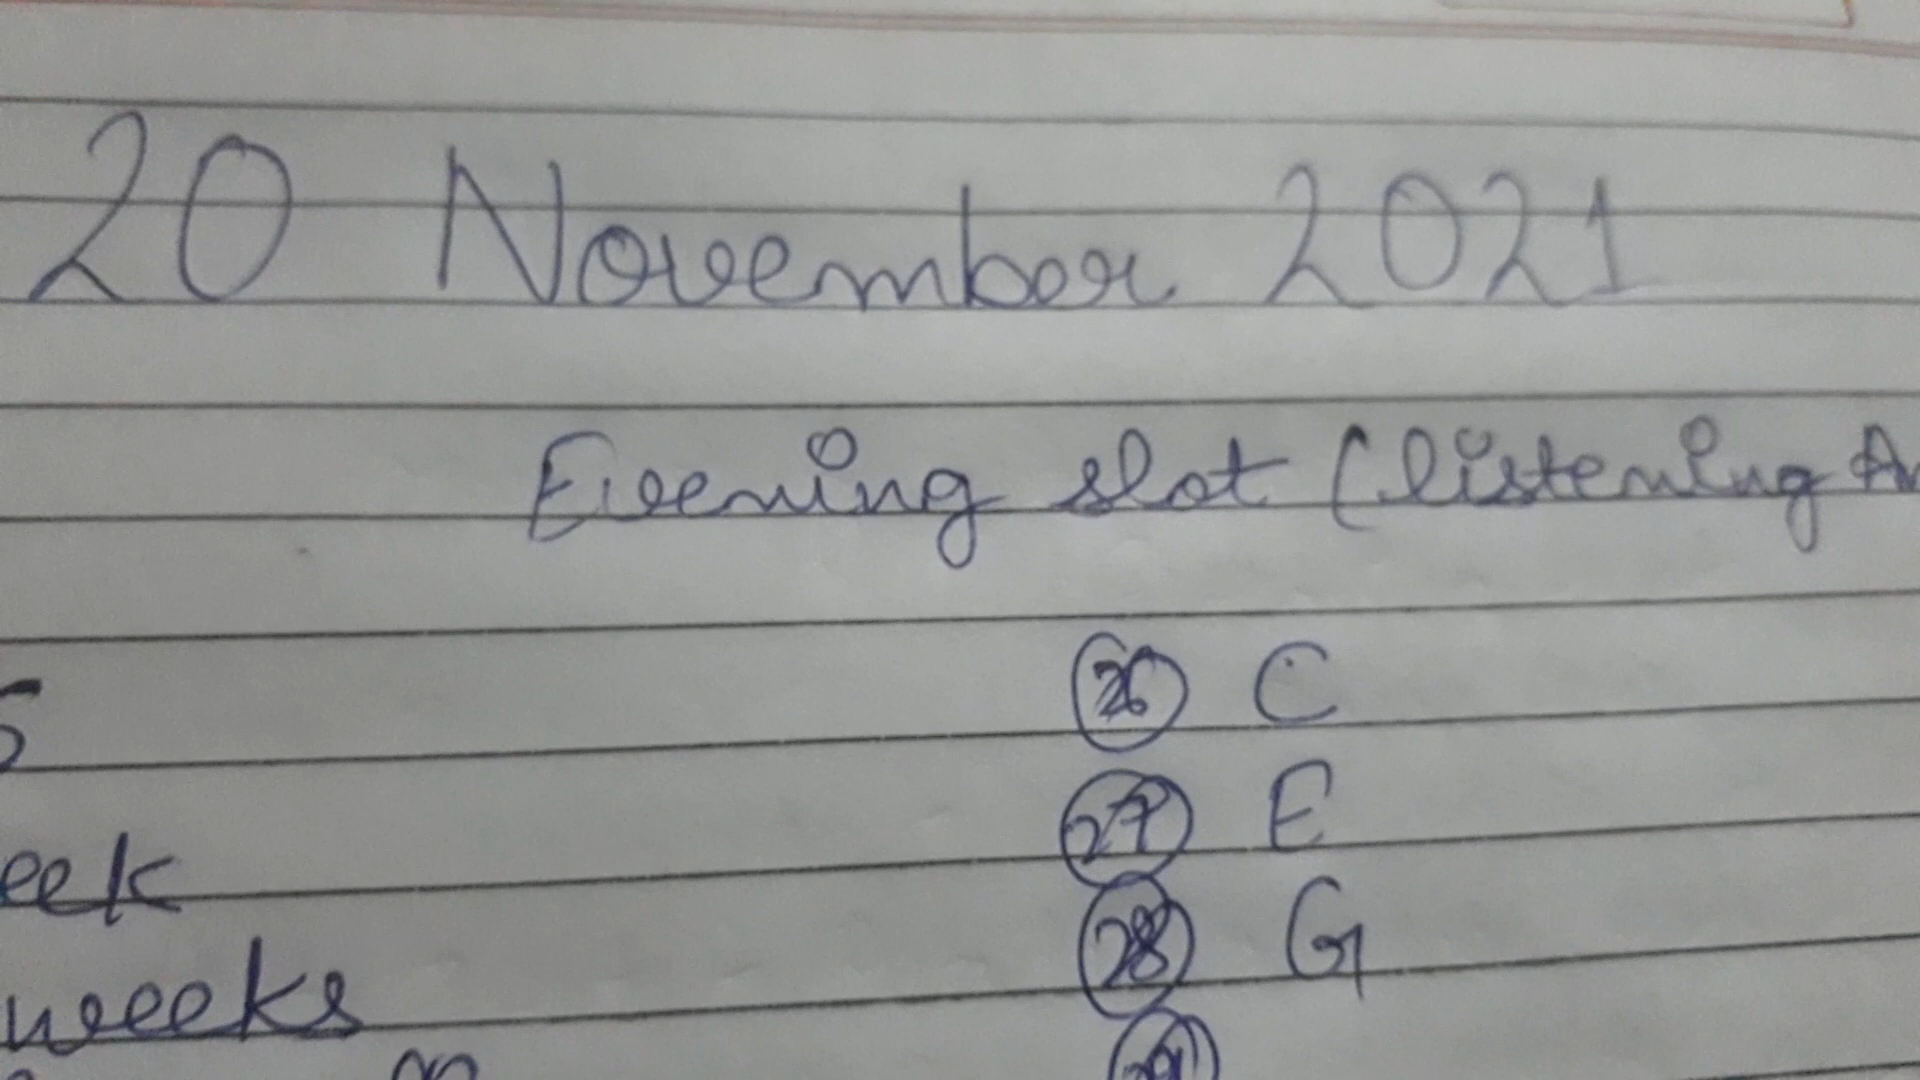 20 November 2021
Evening slot (listening
26 C
27 E
eek
28 G
weeks